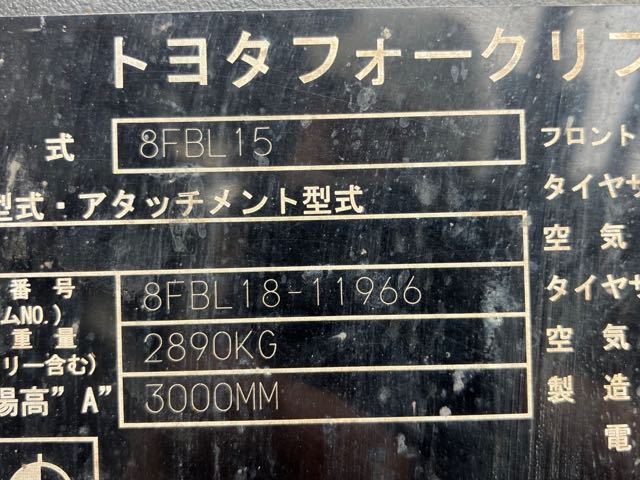 トヨタフォークリフ
式 8FBL15 フロント
型式・アタッチメント型式 タイヤサ
空 気
番 号 8FBL18-11966 タイヤサ
ムNO.)
重 量 2890KG 空 気
リー含む)
揚高"A" 3000MM 製 造
電